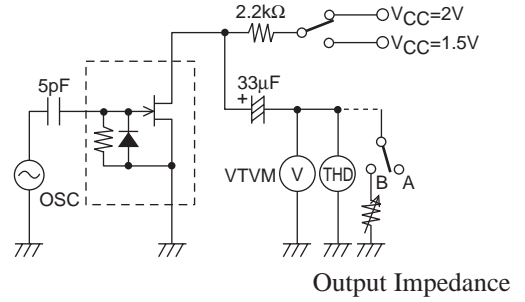 2.2kΩ
VCC=2V
VCC=1.5V
5pF
33μF
+
VTVM
V
THD
B
A
OSC
Output Impedance